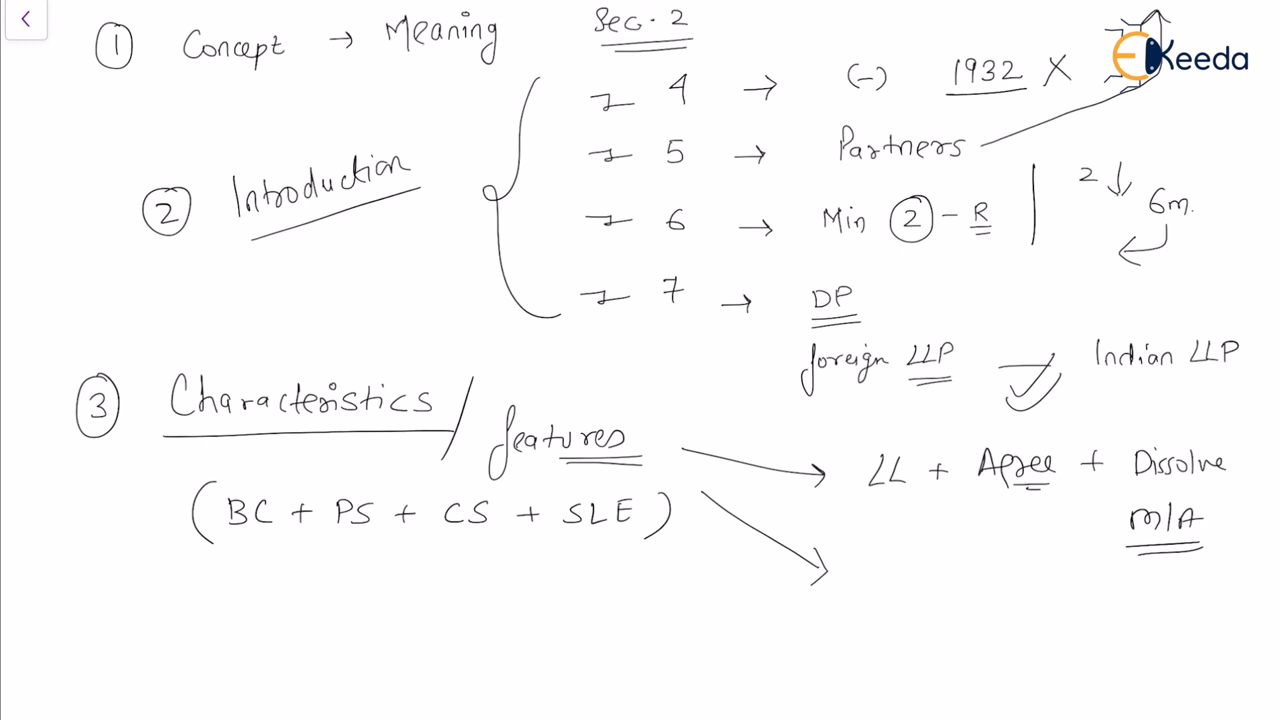 ① Concept → Meaning Sec. 2
4 → (-) 1932 X
EKeeda
5 → Partners
② Introduction
6 → Min ② - R | 2 ↓ 6m.
7 → DP
foreign LLP Indian LLP
③ Characteristics / features
→ LL + Agree + Dissolve
M/A
(BC + PS + CS + SLE)